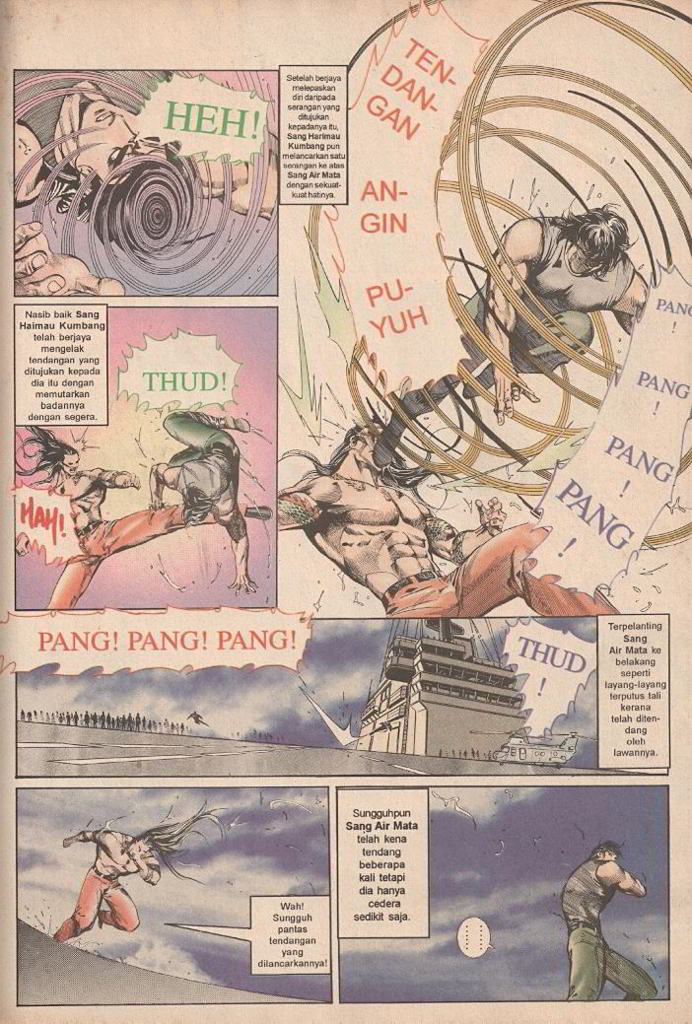 HEH!
Setelah berjaya
melepaskan
diri daripada
serangan yang
ditujukan
kepadanya itu,
Sang Harimau
Kumbang pun
melancarkan satu
serangan ke atas
Sang Air Mata
dengan sekuat-
kuat hatinya.
TEN-
DAN-
GAN
AN-
GIN
PU-
YUH
PANG
!
PANG
!
PANG
!
PANG
!
Nasib baik Sang
Haimau Kumbang
telah berjaya
mengelak
tendangan yang
ditujukan kepada
dia itu dengan
memutarkan
badannya
dengan segera.
THUD!
HAH!
PANG! PANG! PANG!
THUD
!
Terpelanting
Sang
Air Mata ke
belakang
seperti
layang-layang
terputus tali
kerana
telah diten-
dang
oleh
lawannya.
Wah!
Sungguh
pantas
tendangan
yang
dilancarkannya!
Sungguhpun
Sang Air Mata
telah kena
tendang
beberapa
kali tetapi
dia hanya
cedera
sedikit saja.